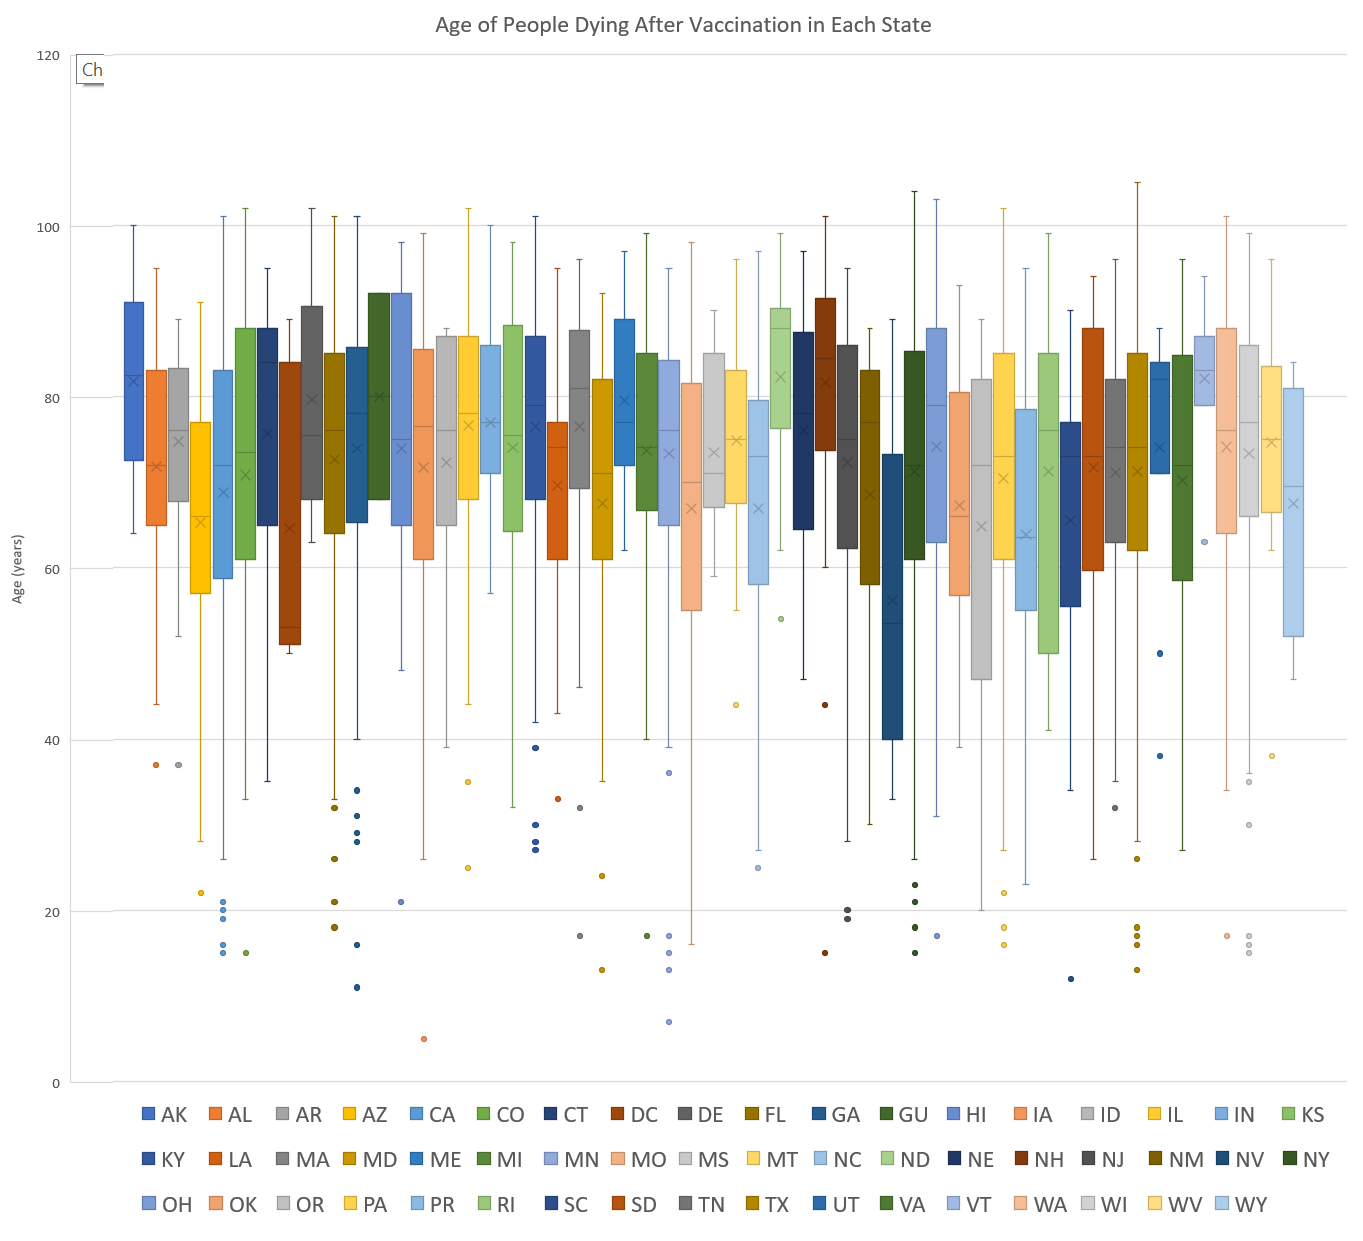 Age of People Dying After Vaccination in Each State
120
Ch
100
80
60
Age (years)
40
20
0
AK AL AR AZ CA CO CT DC DE FL GA GU HI IA ID IL IN KS
KY LA MA MD ME MI MN MO MS MT NC ND NE NH NJ NM NV NY
OH OK OR PA PR RI SC SD TN TX UT VA VT WA WI WV WY